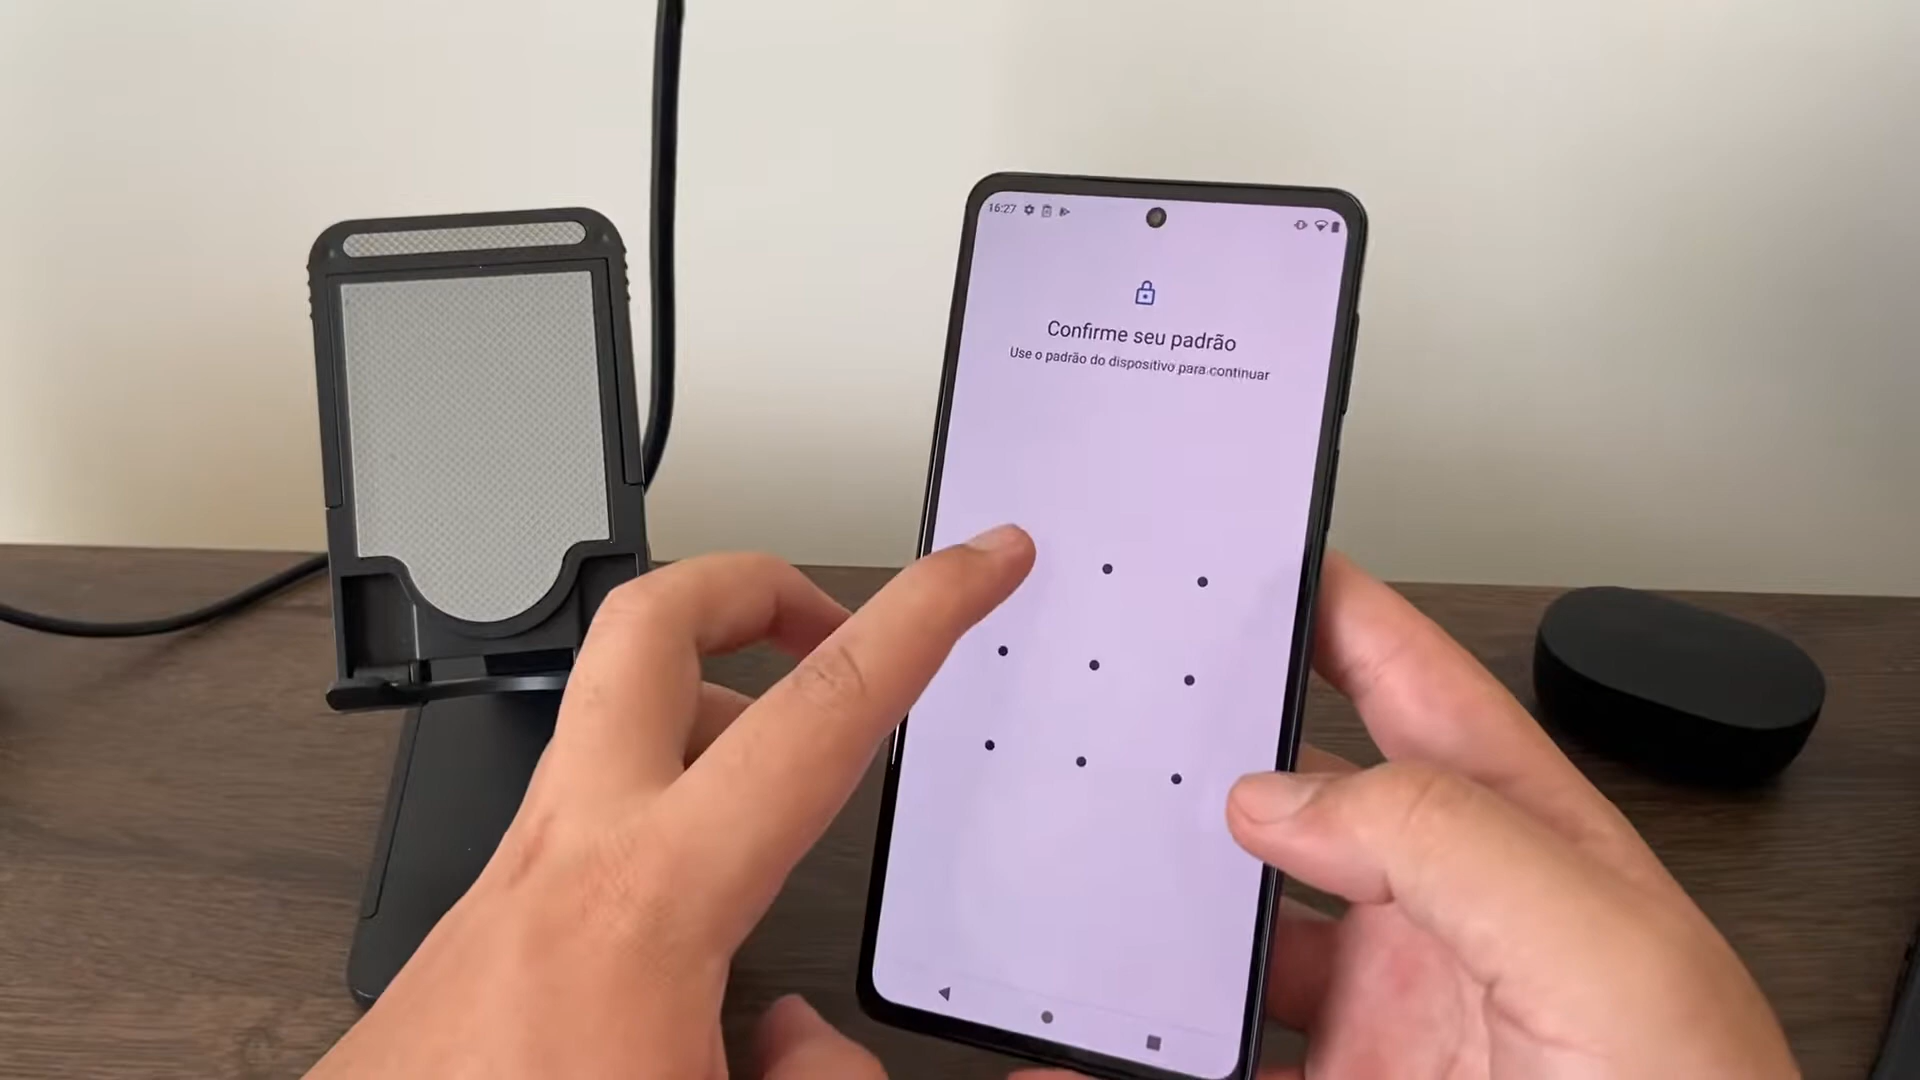 16:27
Confirme seu padrão
Use o padrão do dispositivo para continuar